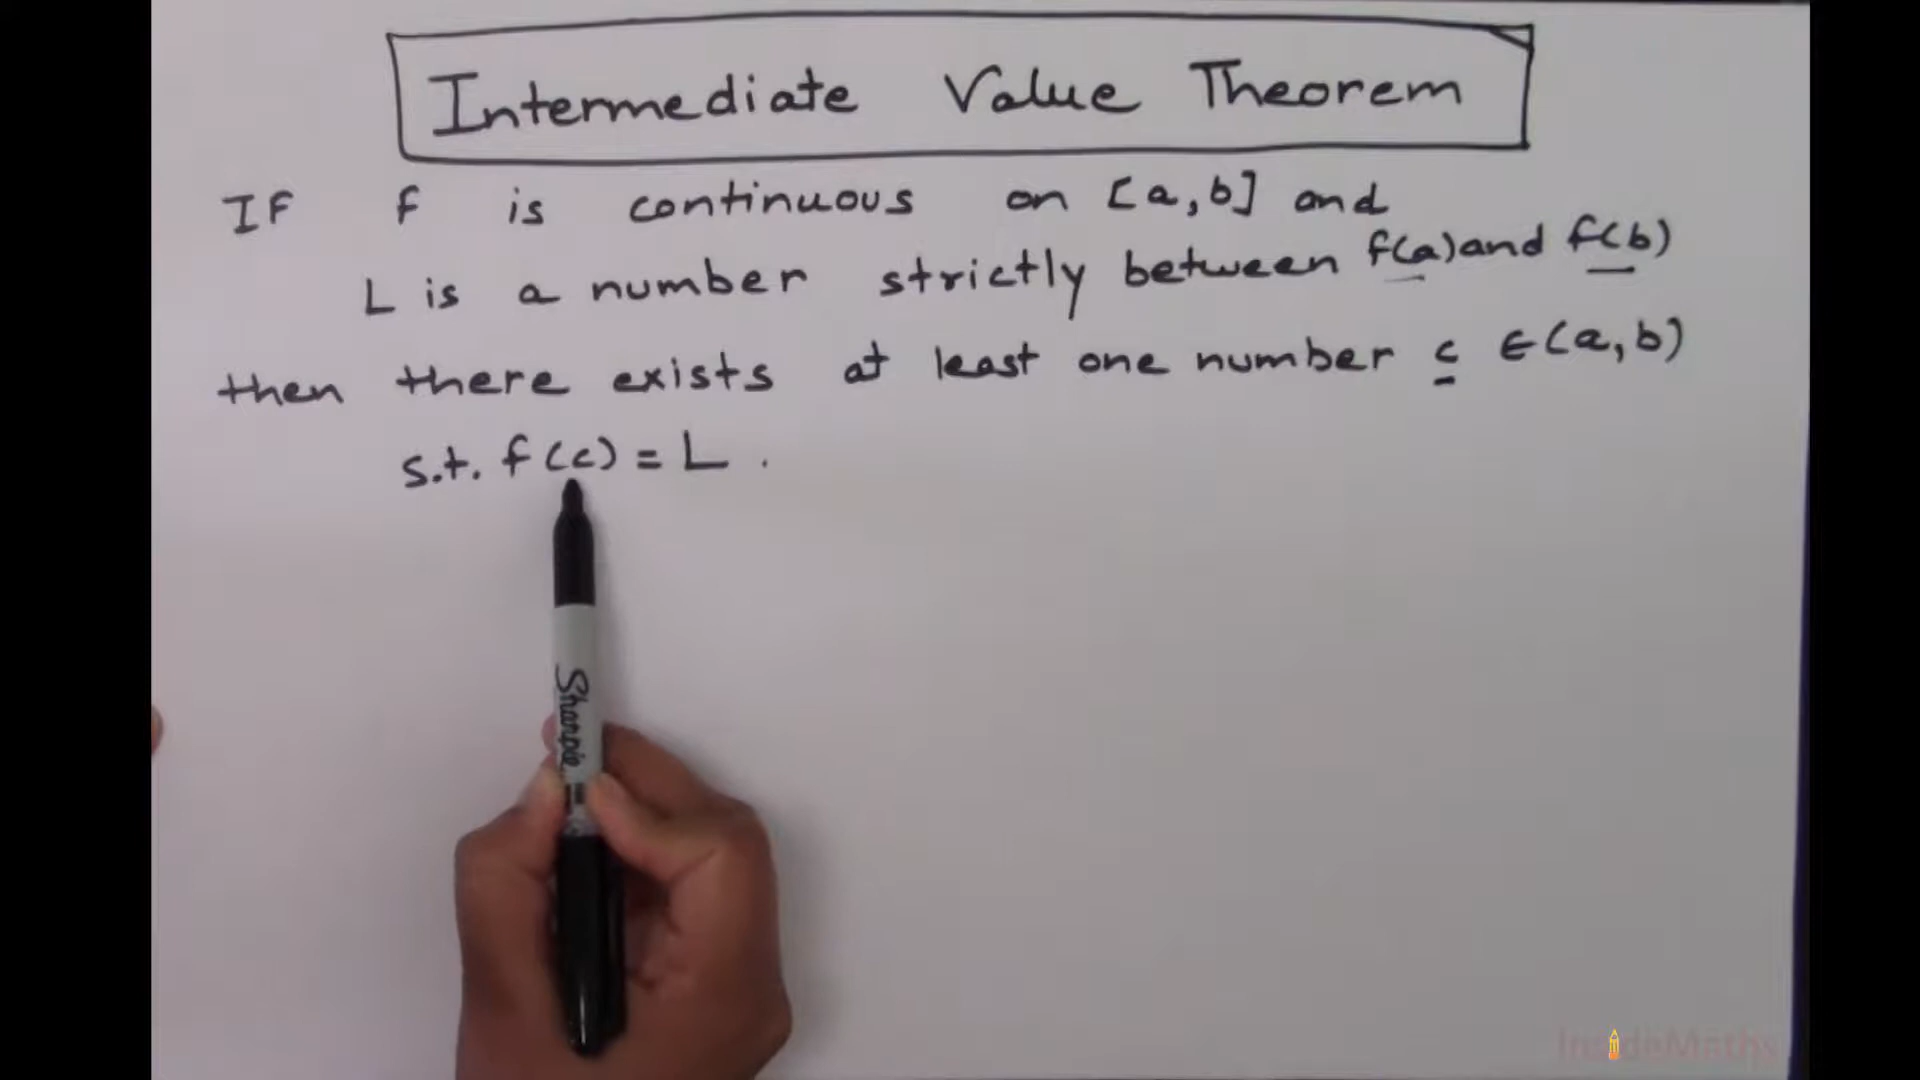 Intermediate Value Theorem
If f is continuous on [a,b] and
L is a number strictly between f(a) and f(b)
then there exists at least one number c ∈ (a,b)
s.t. f(c) = L .
Sharpie
InsideMaths